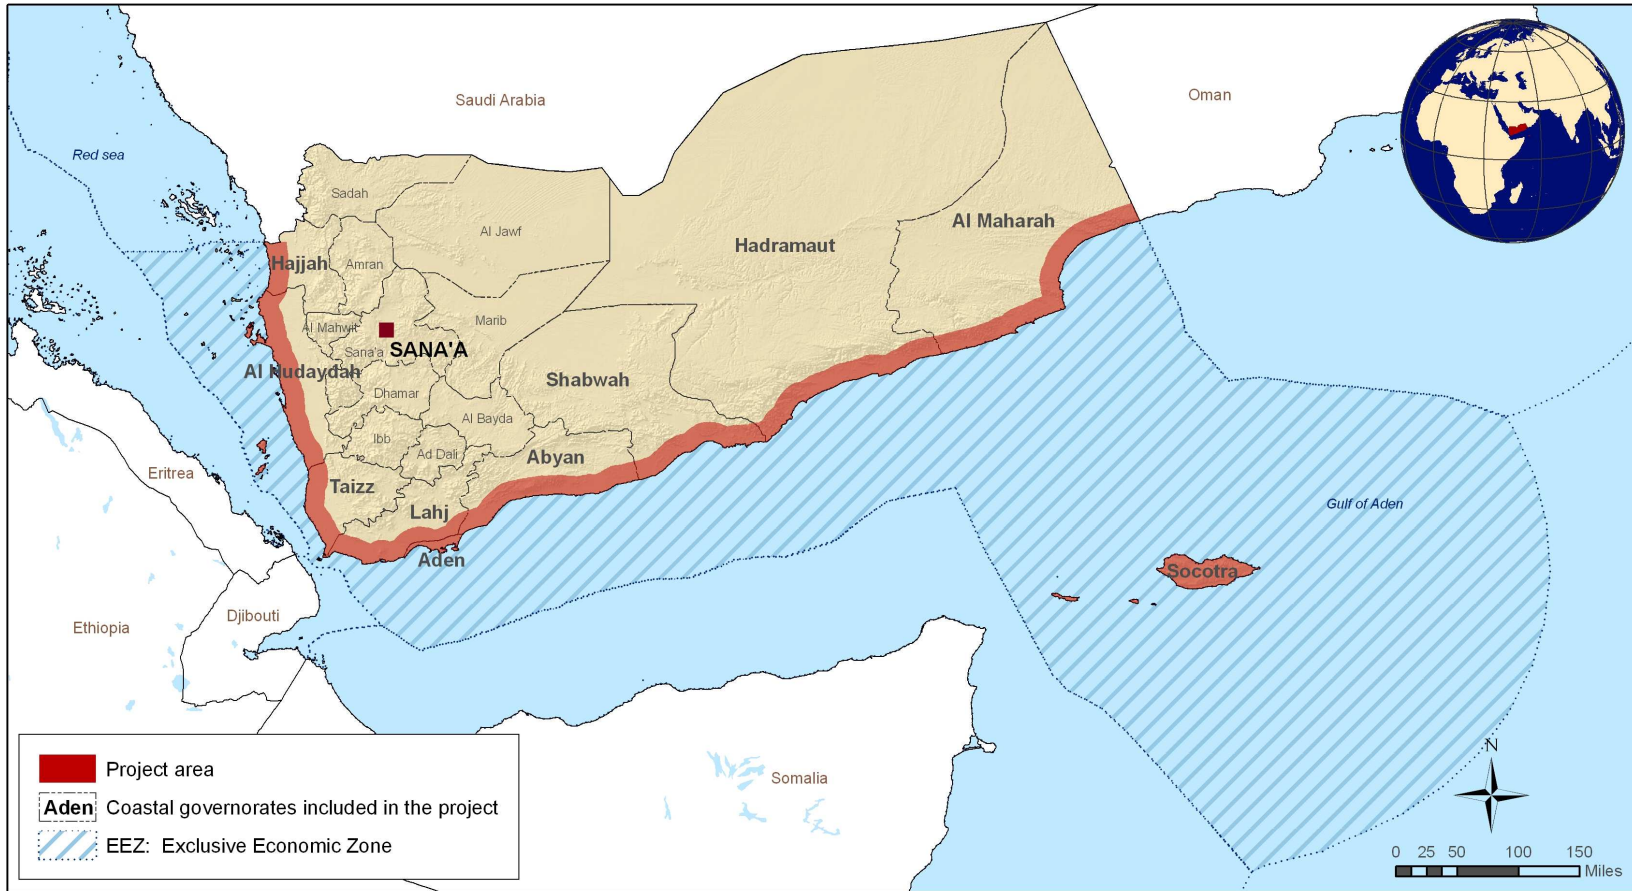 Saudi Arabia
Oman
Red sea
Sadah
Al Jawf
Al Maharah
Hadramaut
Hajjah
Amran
Marib
Al Mahwit
SANA'A
Sana'a
Al Hudaydah
Shabwah
Dhamar
Al Bayda
Ibb
Ad Dali
Abyan
Eritrea
Taizz
Lahj
Gulf of Aden
Aden
Socotra
Djibouti
Ethiopia
Somalia
N
Project area
Aden Coastal governorates included in the project
EEZ: Exclusive Economic Zone
0 25 50 100 150
Miles